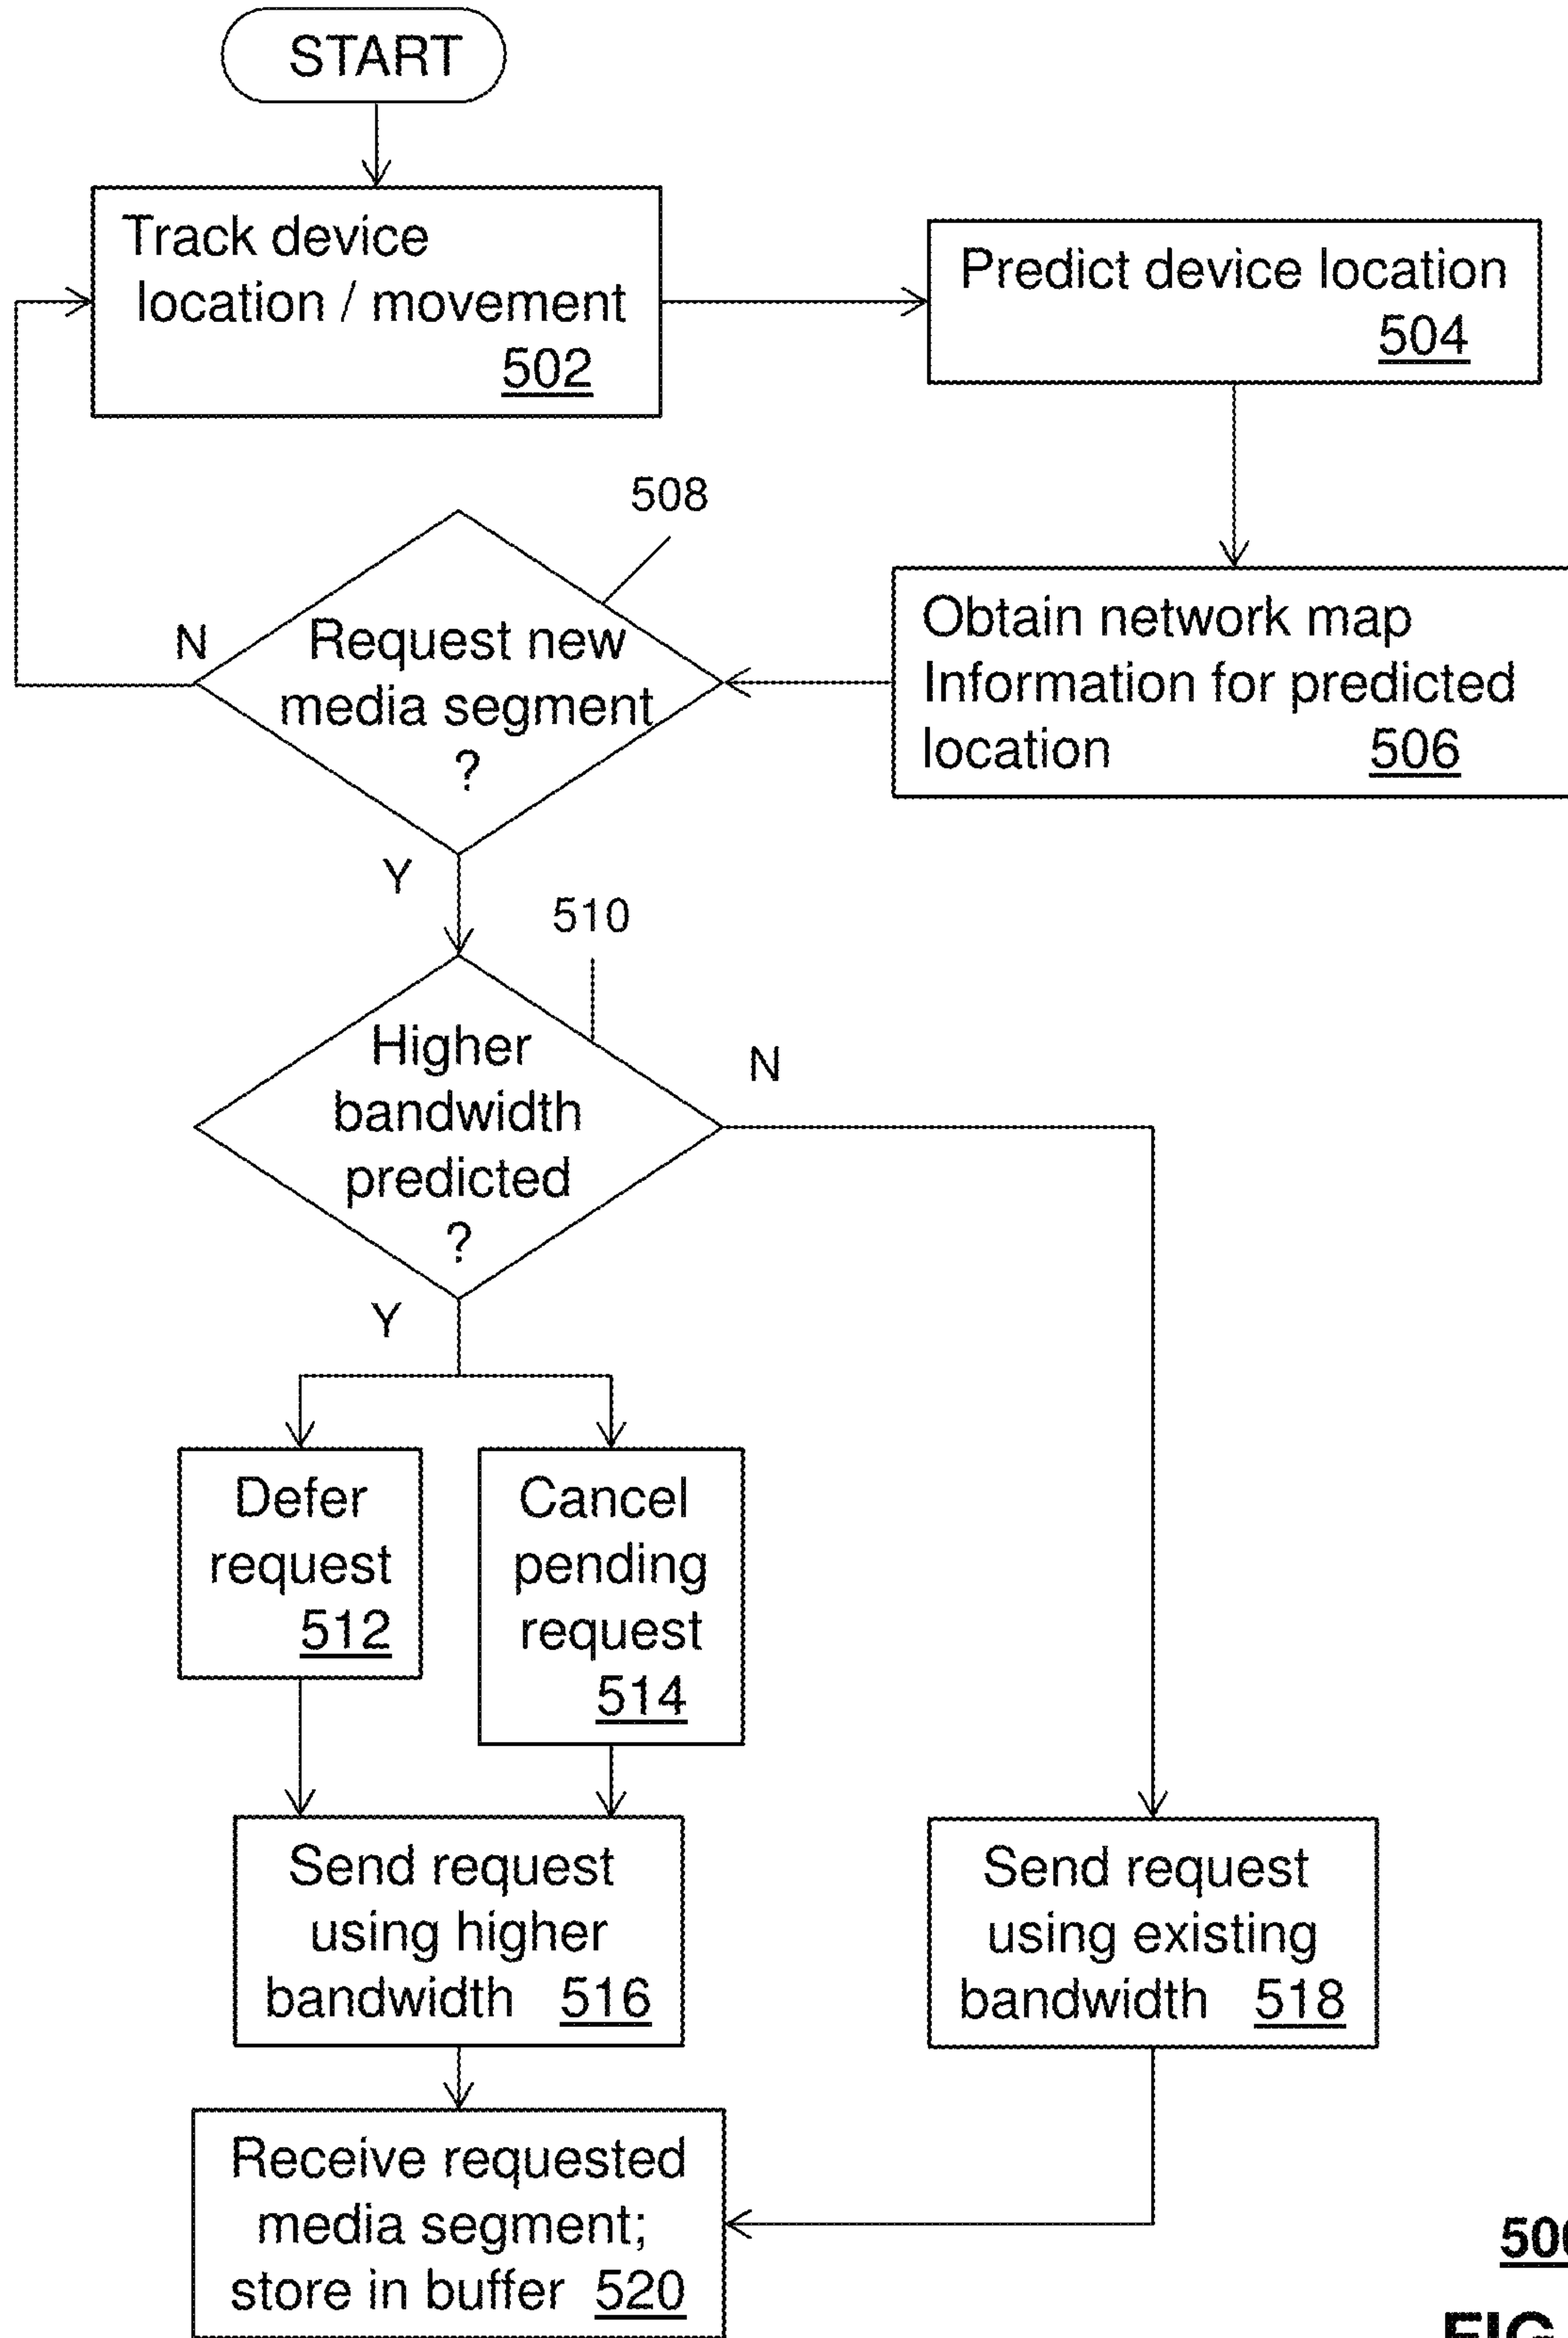 START
Track device
location / movement
502
Predict device location
504
508
Request new
media segment
?
N
Y
Obtain network map
Information for predicted
location 506
510
Higher
bandwidth
predicted
?
N
Y
Defer
request
512
Cancel
pending
request
514
Send request
using higher
bandwidth 516
Send request
using existing
bandwidth 518
Receive requested
media segment;
store in buffer 520
500
FIG